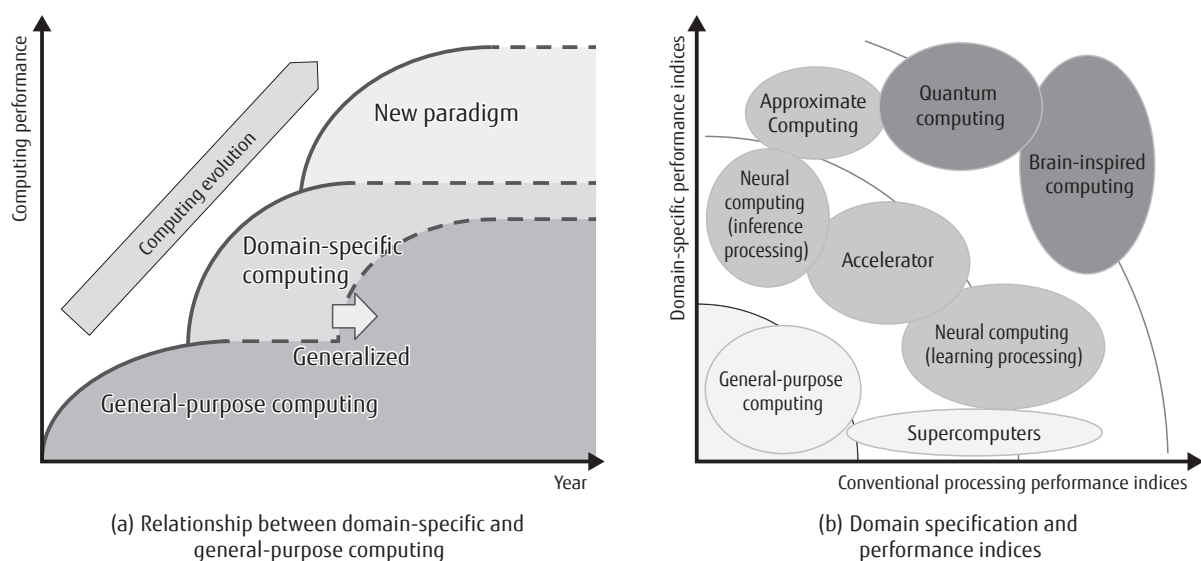 Computing performance
Computing evolution
New paradigm
Domain-specific
computing
Generalized
General-purpose computing
Year
(a) Relationship between domain-specific and
general-purpose computing
Domain-specific performance indices
Approximate
Computing
Quantum
computing
Brain-inspired
computing
Neural
computing
(inference
processing)
Accelerator
Neural computing
(learning processing)
General-purpose
computing
Supercomputers
Conventional processing performance indices
(b) Domain specification and
performance indices